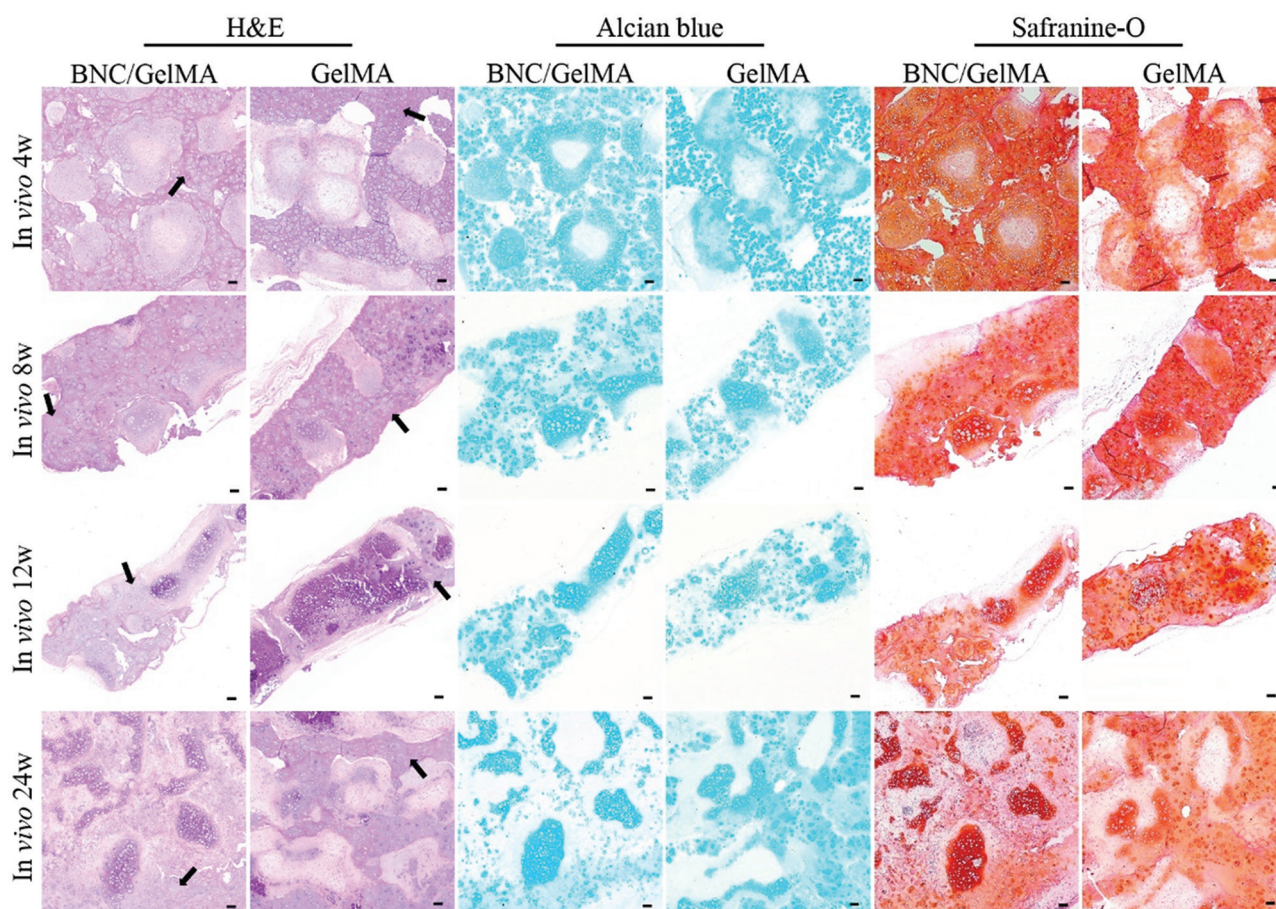 H&E Alcian blue Safranine-O
BNC/GelMA GelMA BNC/GelMA GelMA BNC/GelMA GelMA
In vivo 4w
In vivo 8w
In vivo 12w
In vivo 24w